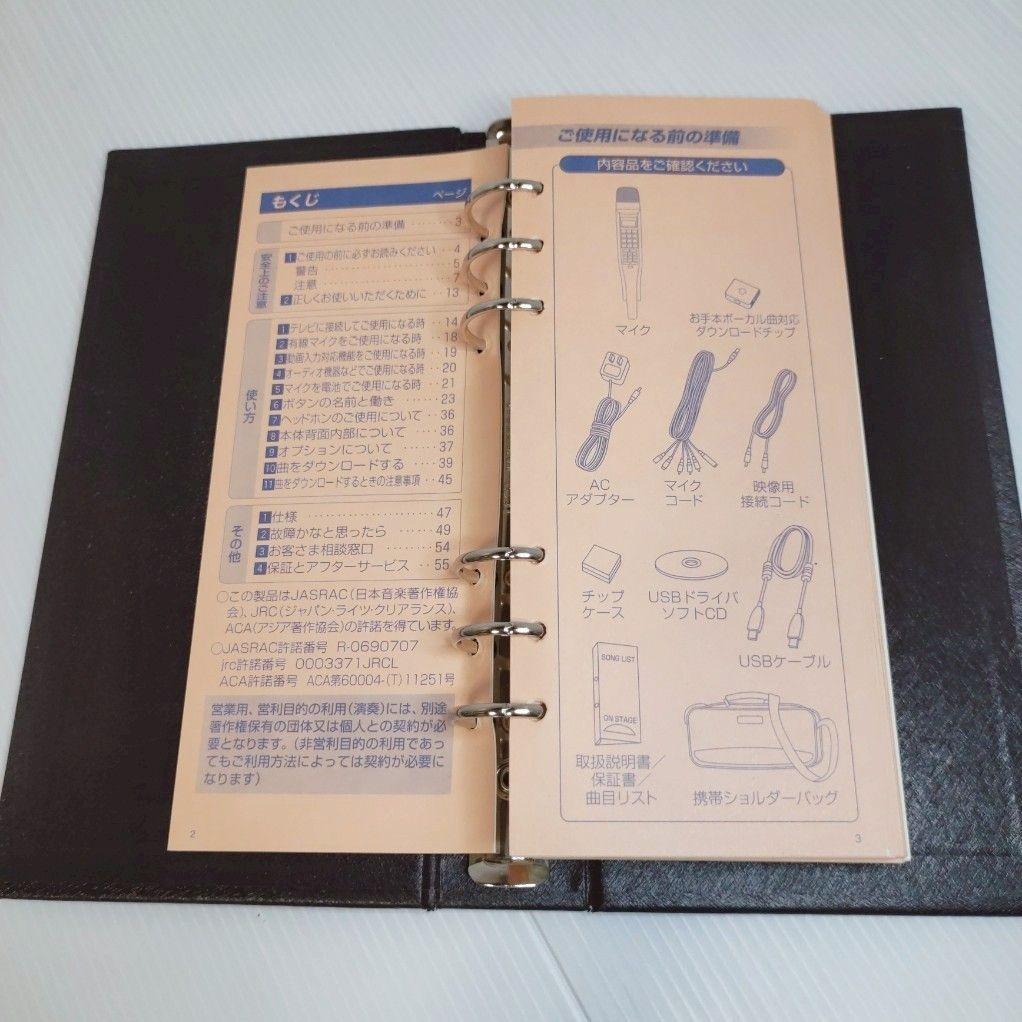 もくじ ページ
ご使用になる前の準備 ········3
安全上のご注意
1 ご使用の前に必ずお読みください ··4
警告 ··················5
注意 ··················7
2 正しくお使いいただくために ··13
使い方
1 テレビに接続してご使用になる時 ··14
2 有線マイクをご使用になる時 ··18
3 動画入力対応機能をご使用になる時 ··19
4 オーディオ機器などでご使用になる時 ··20
5 マイクを電池でご使用になる時 ··21
6 ボタンの名前と働き ·····23
7 ヘッドホンのご使用について ··36
8 本体背面内部について ····36
9 オプションについて ·····37
10 曲をダウンロードする ····39
11 曲をダウンロードするときの注意事項 ··45
その他
1 仕様 ··················47
2 故障かなと思ったら ······49
3 お客さま相談窓口 ········54
4 保証とアフターサービス ··55
○この製品はJASRAC(日本音楽著作権協
会)、JRC(ジャパン・ライツ・クリアランス)、
ACA(アジア著作協会)の許諾を得ています。
○JASRAC許諾番号 R-0690707
jrc許諾番号 0003371JRCL
ACA許諾番号 ACA第60004-(T)11251号
営業用、営利目的の利用(演奏)には、別途
著作権保有の団体又は個人との契約が必
要となります。(非営利目的の利用であっ
てもご利用方法によっては契約が必要に
なります)
2
ご使用になる前の準備
内容品をご確認ください
マイク
お手本ボーカル曲対応
ダウンロードチップ
AC
アダプター
マイク
コード
映像用
接続コード
チップ
ケース
USBドライバ
ソフトCD
USBケーブル
SONG LIST
ON STAGE
取扱説明書/
保証書/
曲目リスト
携帯ショルダーバッグ
3